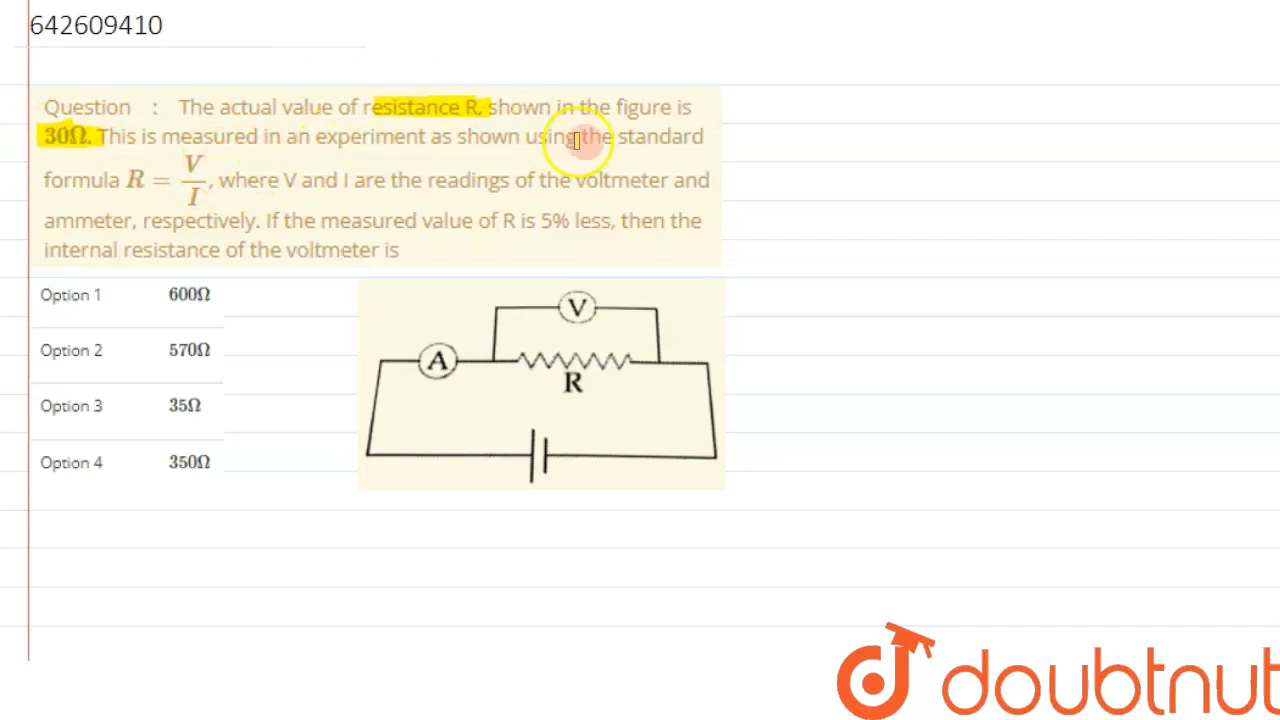 642609410
Question : The actual value of resistance R, shown in the figure is
30Ω. This is measured in an experiment as shown using the standard
formula R = V/I, where V and I are the readings of the voltmeter and
ammeter, respectively. If the measured value of R is 5% less, then the
internal resistance of the voltmeter is
Option 1 600Ω
Option 2 570Ω
Option 3 35Ω
Option 4 350Ω
V
A
R
doubtnut